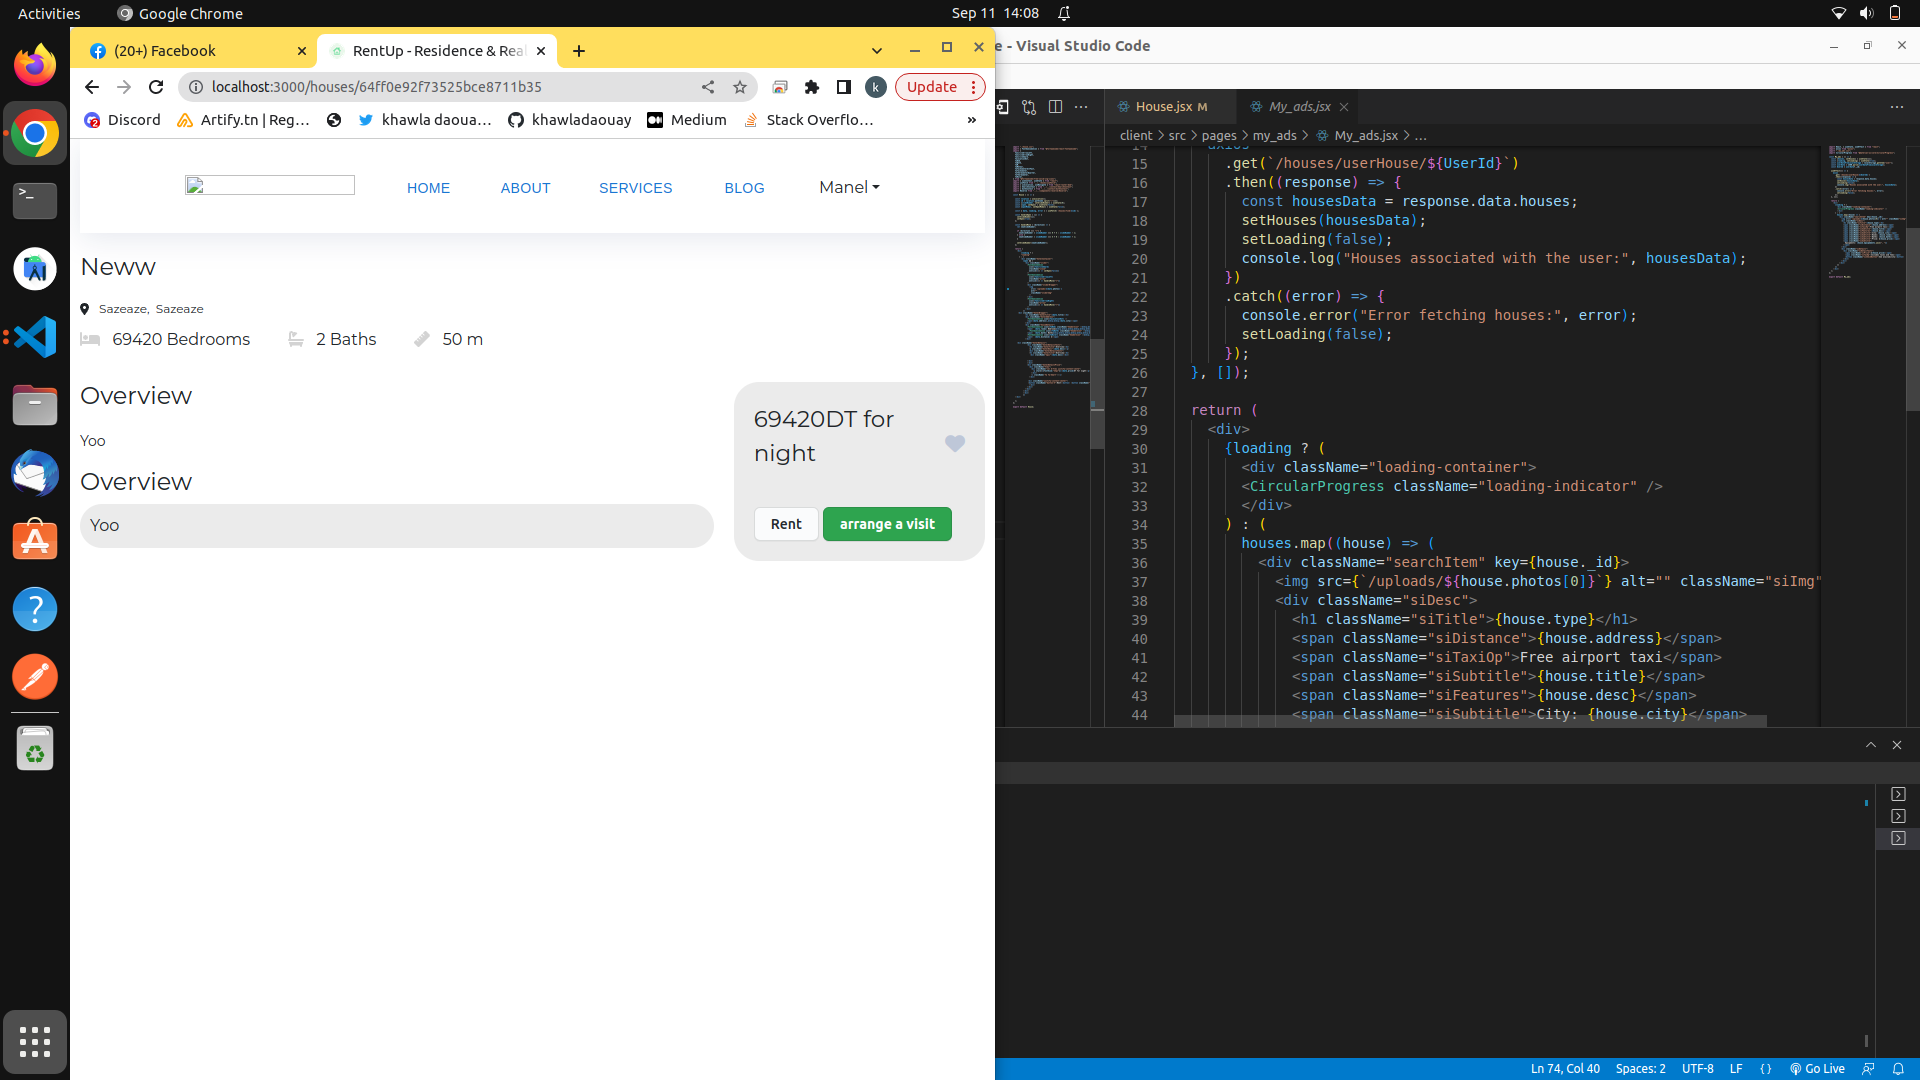 Activities
Google Chrome
Sep 11 14:08
(20+) Facebook
RentUp - Residence & Rea
e - Visual Studio Code
localhost:3000/houses/64ff0e92f73525bce8711b35
k
Update
Discord
Artify.tn | Reg...
khawla daoua...
khawladaouay
Medium
Stack Overflo...
»
HOME
ABOUT
SERVICES
BLOG
Manel
Neww
Sazeaze, Sazeaze
69420 Bedrooms
2 Baths
50 m
Overview
Yoo
Overview
Yoo
69420DT for
night
Rent
arrange a visit
House.jsx M
My_ads.jsx
client > src > pages > my_ads > My_ads.jsx > ...
15 .get(`/houses/userHouse/${UserId}`)
16 .then((response) => {
17 const housesData = response.data.houses;
18 setHouses(housesData);
19 setLoading(false);
20 console.log("Houses associated with the user:", housesData);
21 })
22 .catch((error) => {
23 console.error("Error fetching houses:", error);
24 setLoading(false);
25 });
26 }, []);
27
28 return (
29 <div>
30 {loading ? (
31 <div className="loading-container">
32 <CircularProgress className="loading-indicator" />
33 </div>
34 ) : (
35 houses.map((house) => (
36 <div className="searchItem" key={house._id}>
37 <img src={`/uploads/${house.photos[0]}`} alt="" className="siImg"
38 <div className="siDesc">
39 <h1 className="siTitle">{house.type}</h1>
40 <span className="siDistance">{house.address}</span>
41 <span className="siTaxiOp">Free airport taxi</span>
42 <span className="siSubtitle">{house.title}</span>
43 <span className="siFeatures">{house.desc}</span>
44 <span className="siSubtitle">City: {house.city}</span>
Ln 74, Col 40
Spaces: 2
UTF-8
LF
{ }
Go Live